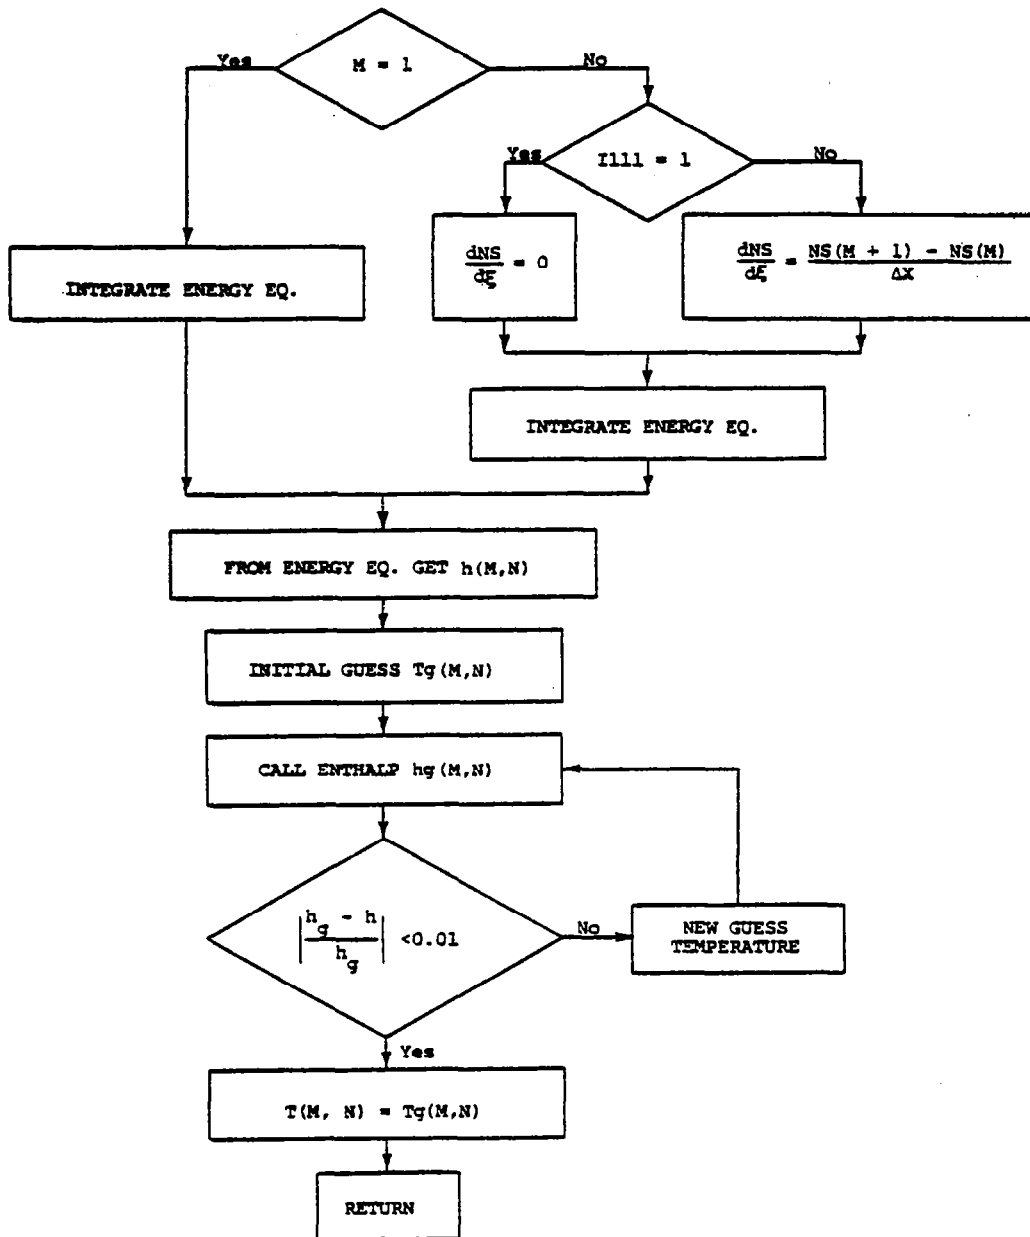 M = 1
Yes
No
I111 = 1
Yes
No
dNS/dξ = 0
dNS/dξ = NS(M + 1) - NS(M)/Δx
INTEGRATE ENERGY EQ.
INTEGRATE ENERGY EQ.
FROM ENERGY EQ. GET h(M,N)
INITIAL GUESS Tg(M,N)
CALL ENTHALP hg(M,N)
|h_g - h/h_g| <0.01
No
NEW GUESS
TEMPERATURE
Yes
T(M, N) = Tg(M,N)
RETURN